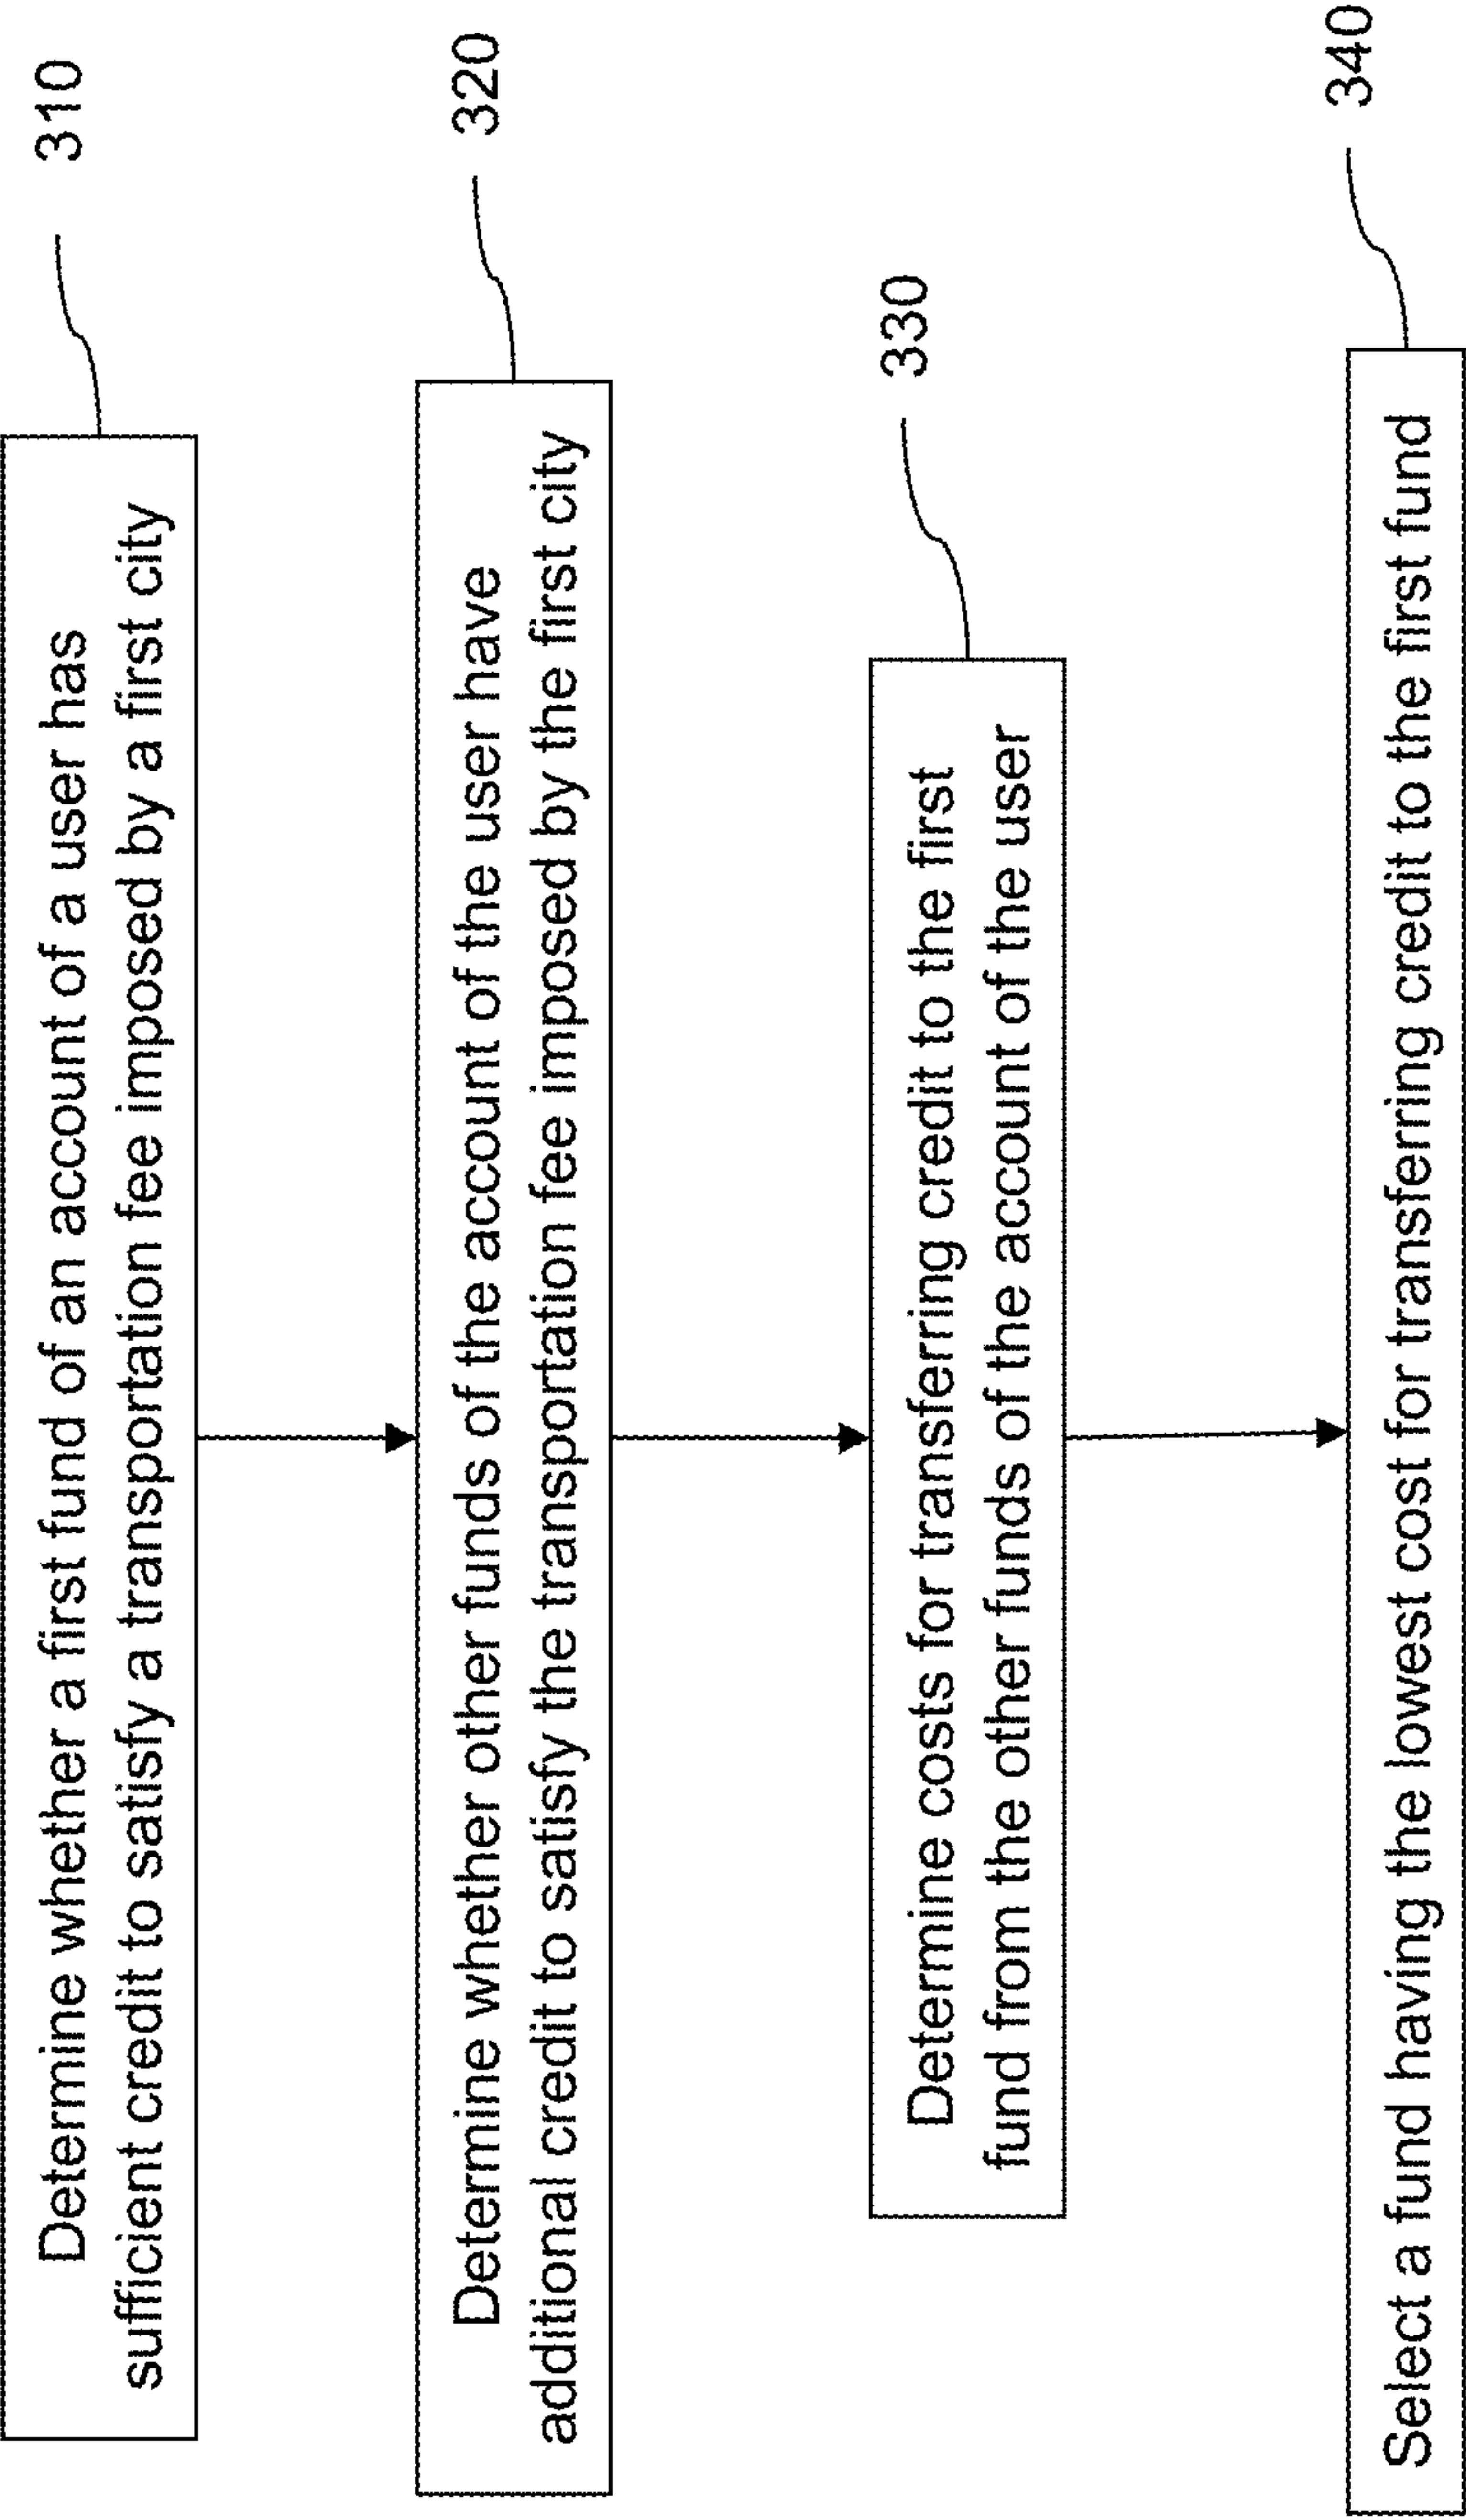 Determine whether a first fund of an account of a user has
sufficient credit to satisfy a transportation fee imposed by a first city
310
Determine whether other funds of the account of the user have
additional credit to satisfy the transportation fee imposed by the first city
320
Determine costs for transferring credit to the first
fund from the other funds of the account of the user
330
Select a fund having the lowest cost for transferring credit to the first fund
340